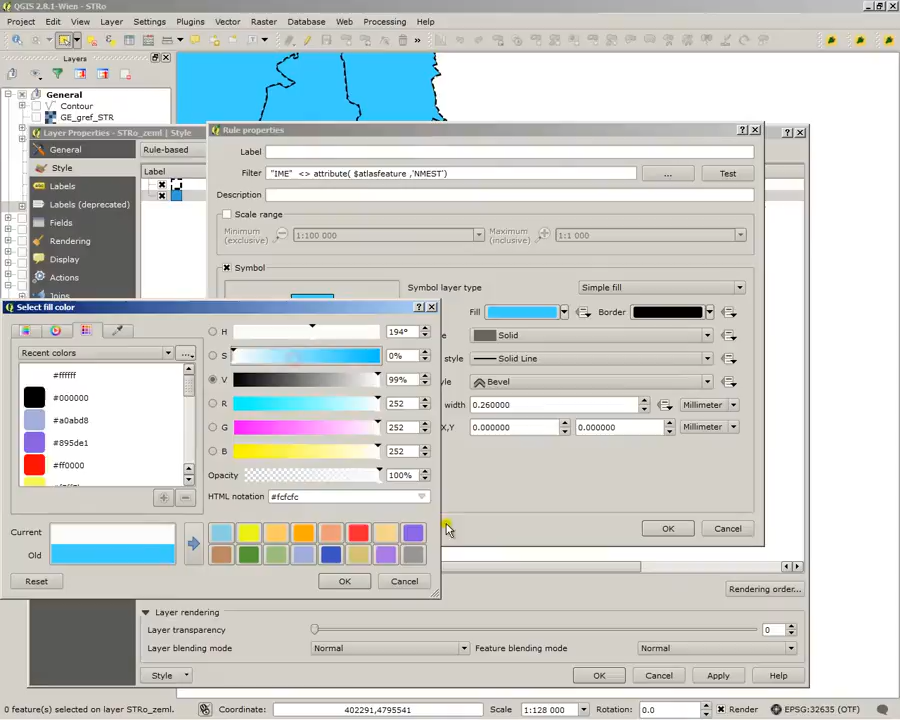 QGIS 2.8.1-Wien - STRo
Project Edit View Layer Settings Plugins Vector Raster Database Web Processing Help
Layers
General
Contour
GE_gref_STR
Layer Properties - STRo_zeml | Style
General
Style
Labels
Labels (deprecated)
Fields
Rendering
Display
Actions
Joins
Rule-based
Label
Rule properties
Label
Filter "IME" <> attribute( $atlasfeature ,'NMEST') ... Test
Description
Scale range
Minimum (exclusive) 1:100 000 Maximum (inclusive) 1:1 000
Symbol
Symbol layer type Simple fill
Fill Border
Solid
style Solid Line
Bevel
width 0.260000 Millimeter
X,Y 0.000000 0.000000 Millimeter
OK Cancel
Select fill color
Recent colors ...
#ffffff
#000000
#a0abd8
#895de1
#ff0000
H 194°
S 0%
V 99%
R 252
G 252
B 252
Opacity 100%
HTML notation #fcfcfc
Current
Old
Reset OK Cancel
Rendering order...
Layer rendering
Layer transparency 0
Layer blending mode Normal Feature blending mode Normal
Style OK Cancel Apply Help
0 feature(s) selected on layer STRo_zeml. Coordinate: 402291,4795541 Scale 1:128 000 Rotation: 0.0 Render EPSG:32635 (OTF)